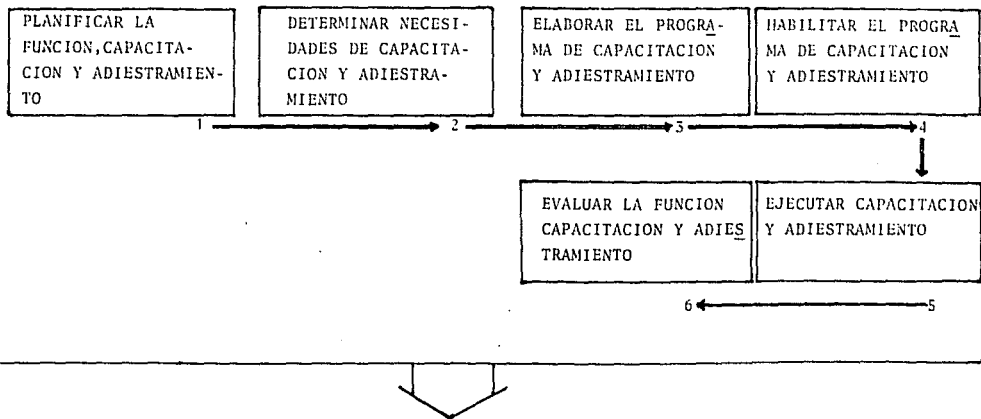 PLANIFICAR LA
FUNCION,CAPACITA-
CION Y ADIESTRAMIEN-
TO
DETERMINAR NECESI-
DADES DE CAPACITA-
CION Y ADIESTRA-
MIENTO
ELABORAR EL PROGRA-
MA DE CAPACITACION
Y ADIESTRAMIENTO
HABILITAR EL PROGRA
MA DE CAPACITACION
Y ADIESTRAMIENTO
1 2 3 4
EVALUAR LA FUNCION
CAPACITACION Y ADIES
TRAMIENTO
EJECUTAR CAPACITACION
Y ADIESTRAMIENTO
6 5